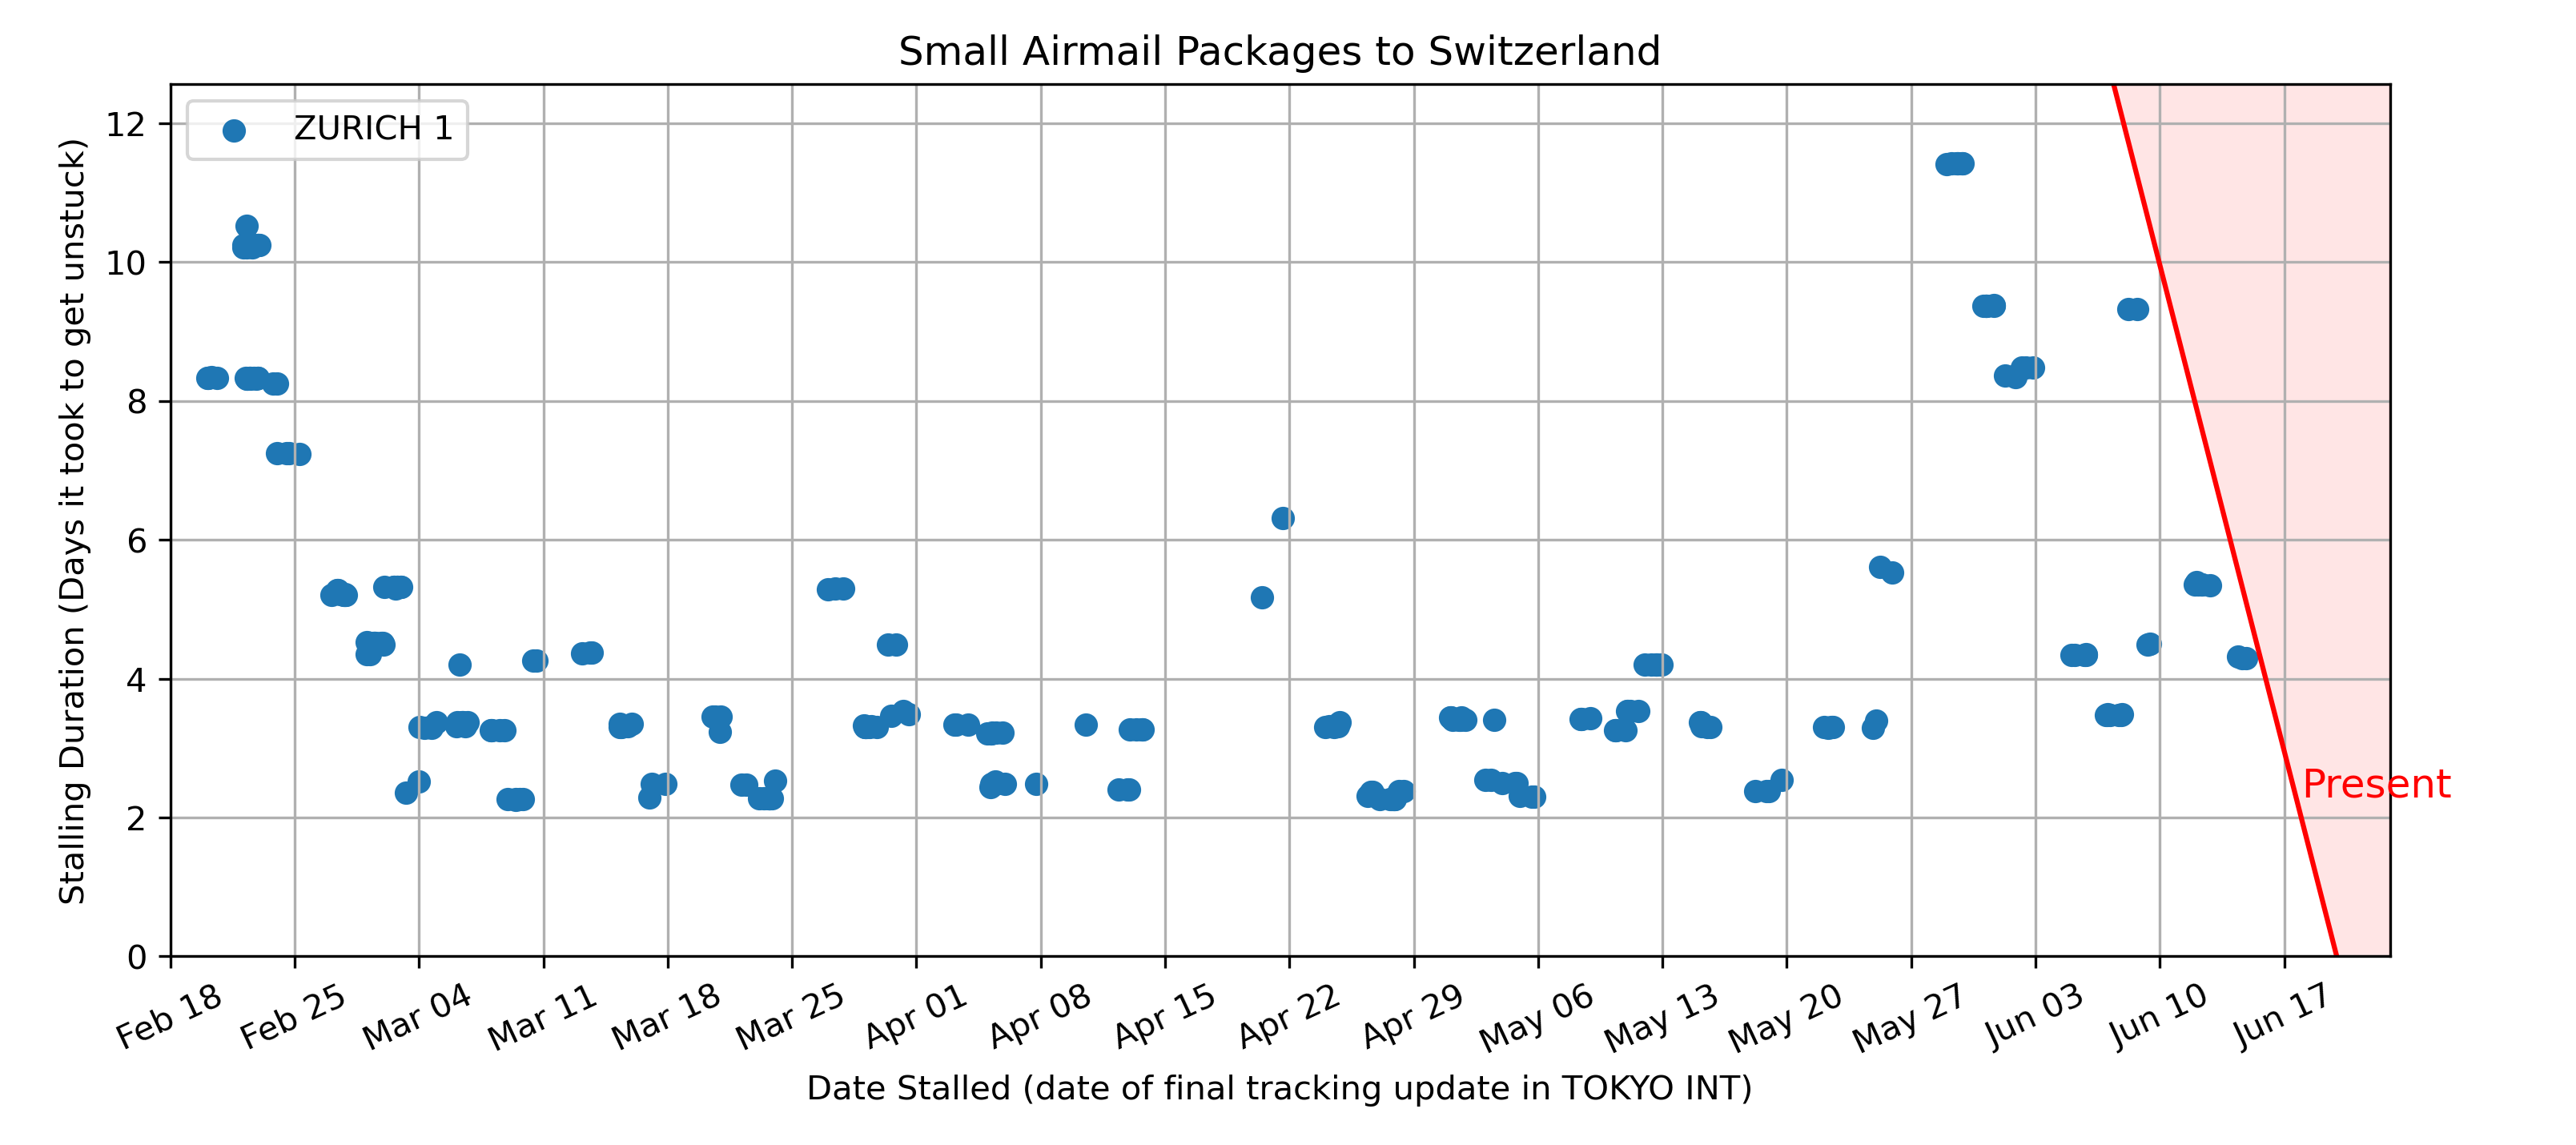 Small Airmail Packages to Switzerland
ZURICH 1
Stalling Duration (Days it took to get unstuck)
12
10
8
6
4
2
0
Present
Feb 18
Feb 25
Mar 04
Mar 11
Mar 18
Mar 25
Apr 01
Apr 08
Apr 15
Apr 22
Apr 29
May 06
May 13
May 20
May 27
Jun 03
Jun 10
Jun 17
Date Stalled (date of final tracking update in TOKYO INT)